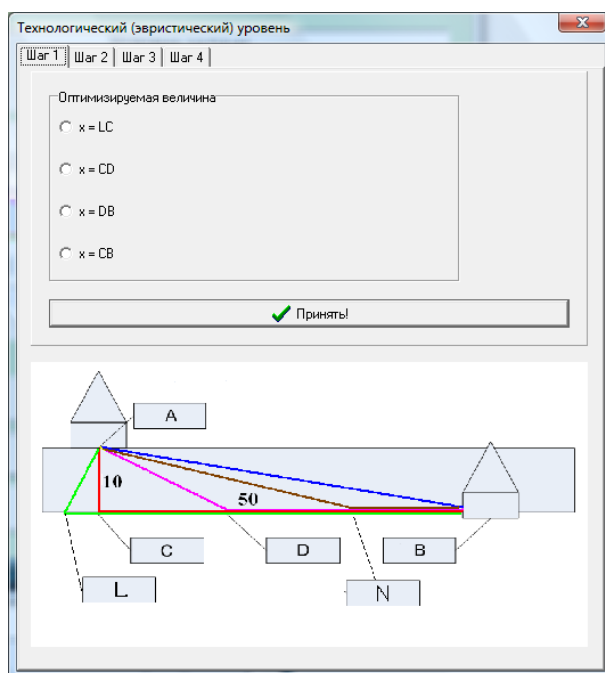 Технологический (эвристический) уровень
Шаг 1 Шаг 2 Шаг 3 Шаг 4
Оптимизируемая величина
x = LC
x = CD
x = DB
x = CB
Принять!
A
10
50
C D B
L N